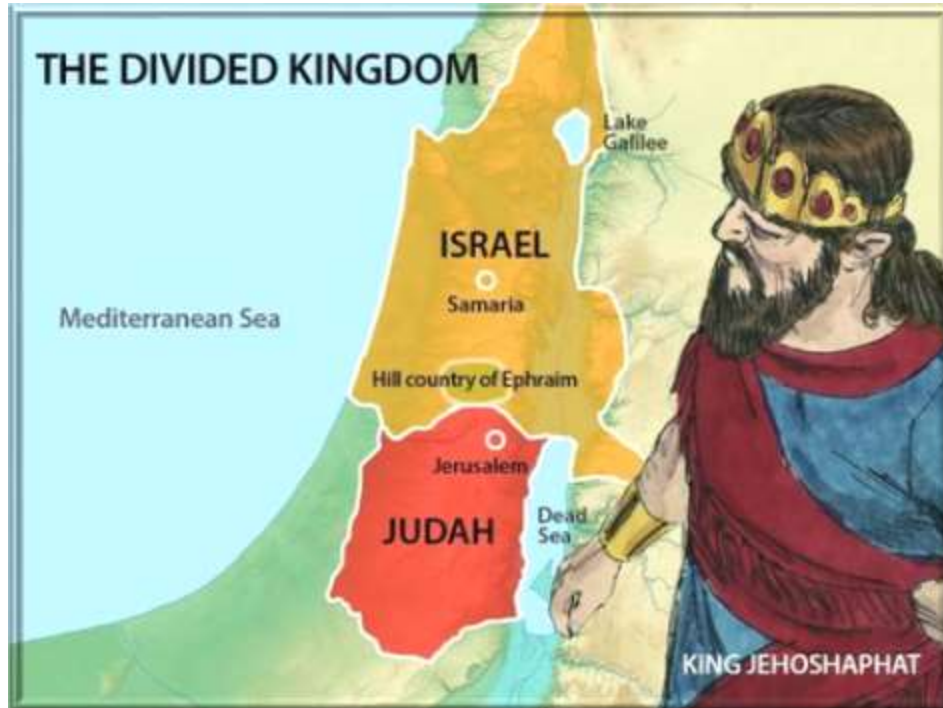 THE DIVIDED KINGDOM
Lake
Galilee
ISRAEL
Samaria
Mediterranean Sea
Hill country of Ephraim
Jerusalem
JUDAH
Dead
Sea
KING JEHOSHAPHAT